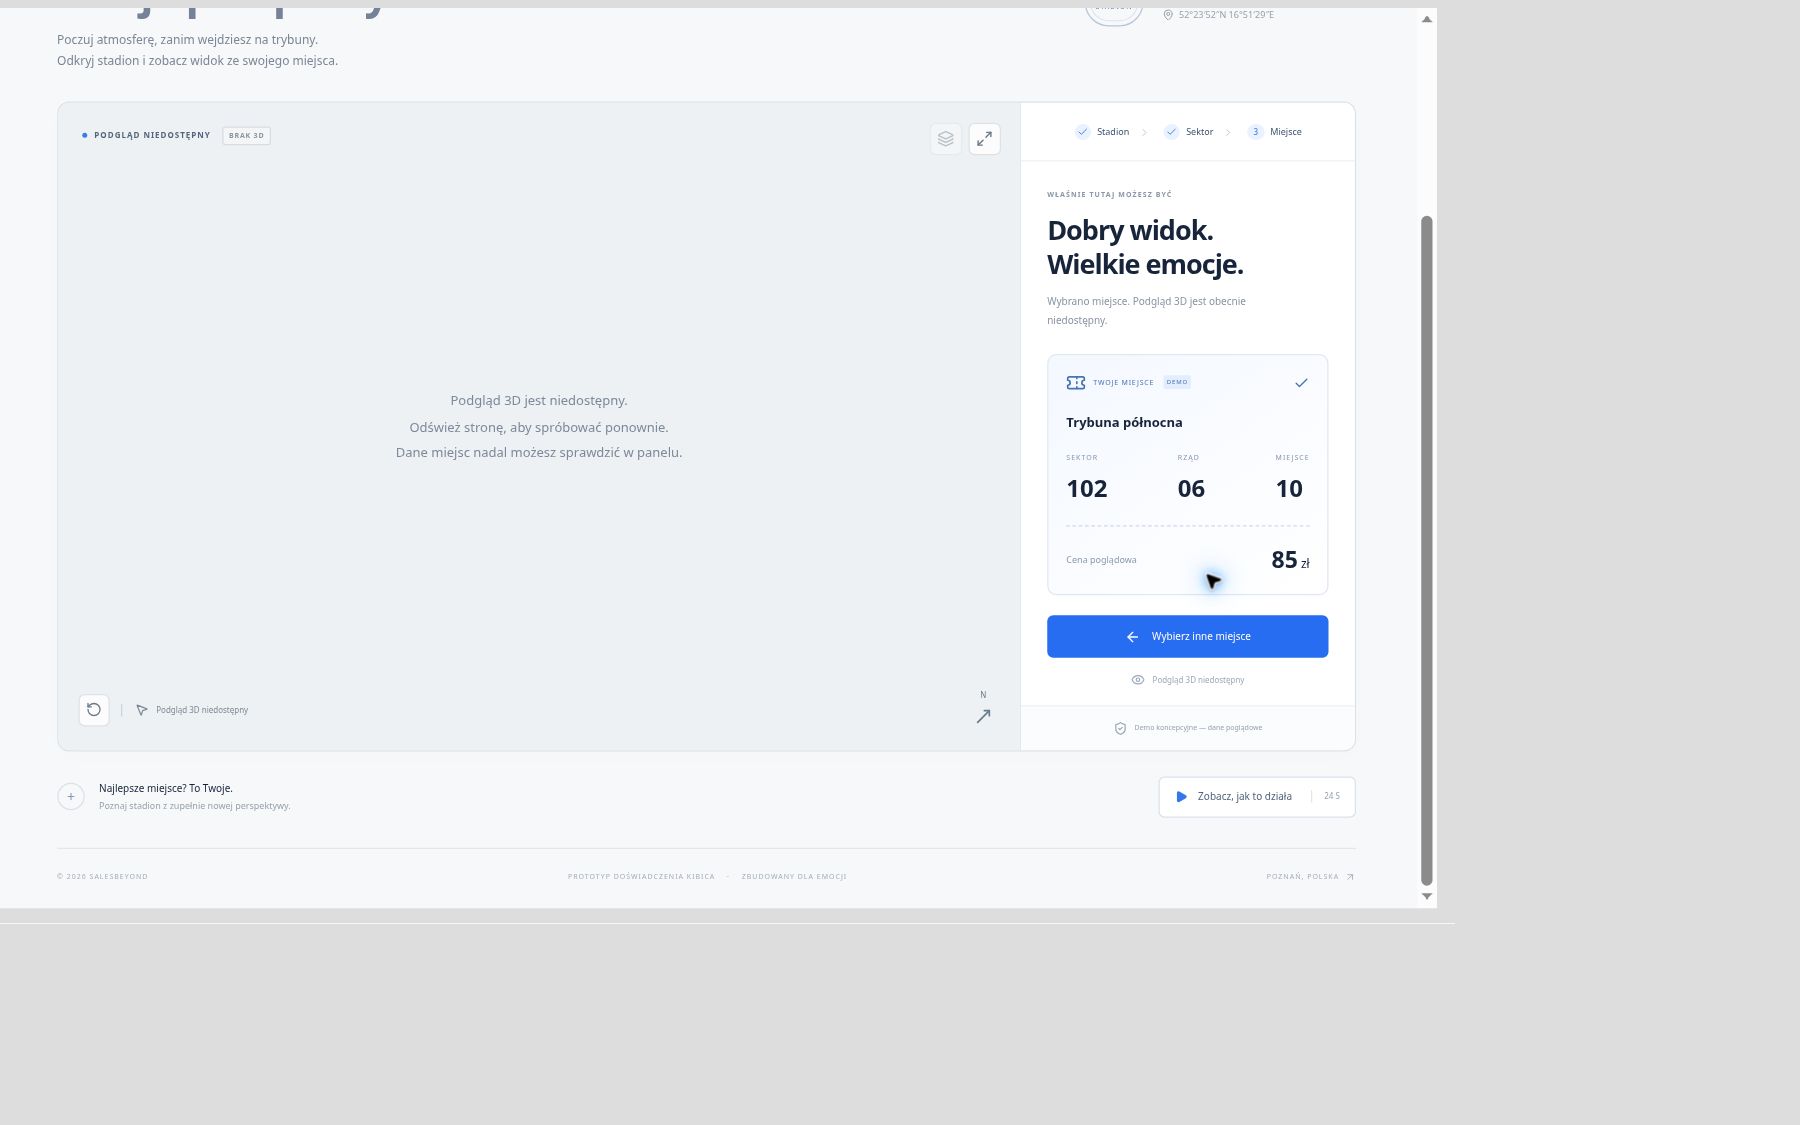 52°23'52"N 16°51'29"E
Poczuj atmosferę, zanim wejdziesz na trybuny.
Odkryj stadion i zobacz widok ze swojego miejsca.
PODGLĄD NIEDOSTĘPNY
BRAK 3D
Podgląd 3D jest niedostępny.
Odśwież stronę, aby spróbować ponownie.
Dane miejsc nadal możesz sprawdzić w panelu.
Podgląd 3D niedostępny
N
Stadion
Sektor
3 Miejsce
WŁAŚNIE TUTAJ MOŻESZ BYĆ
Dobry widok.
Wielkie emocje.
Wybrano miejsce. Podgląd 3D jest obecnie
niedostępny.
TWOJE MIEJSCE DEMO
Trybuna północna
SEKTOR RZĄD MIEJSCE
102 06 10
Cena poglądowa 85 zł
Wybierz inne miejsce
Podgląd 3D niedostępny
Demo koncepcyjne — dane poglądowe
Najlepsze miejsce? To Twoje.
Poznaj stadion z zupełnie nowej perspektywy.
Zobacz, jak to działa 24 S
© 2026 SALESBEYOND
PROTOTYP DOŚWIADCZENIA KIBICA · ZBUDOWANY DLA EMOCJI
POZNAŃ, POLSKA